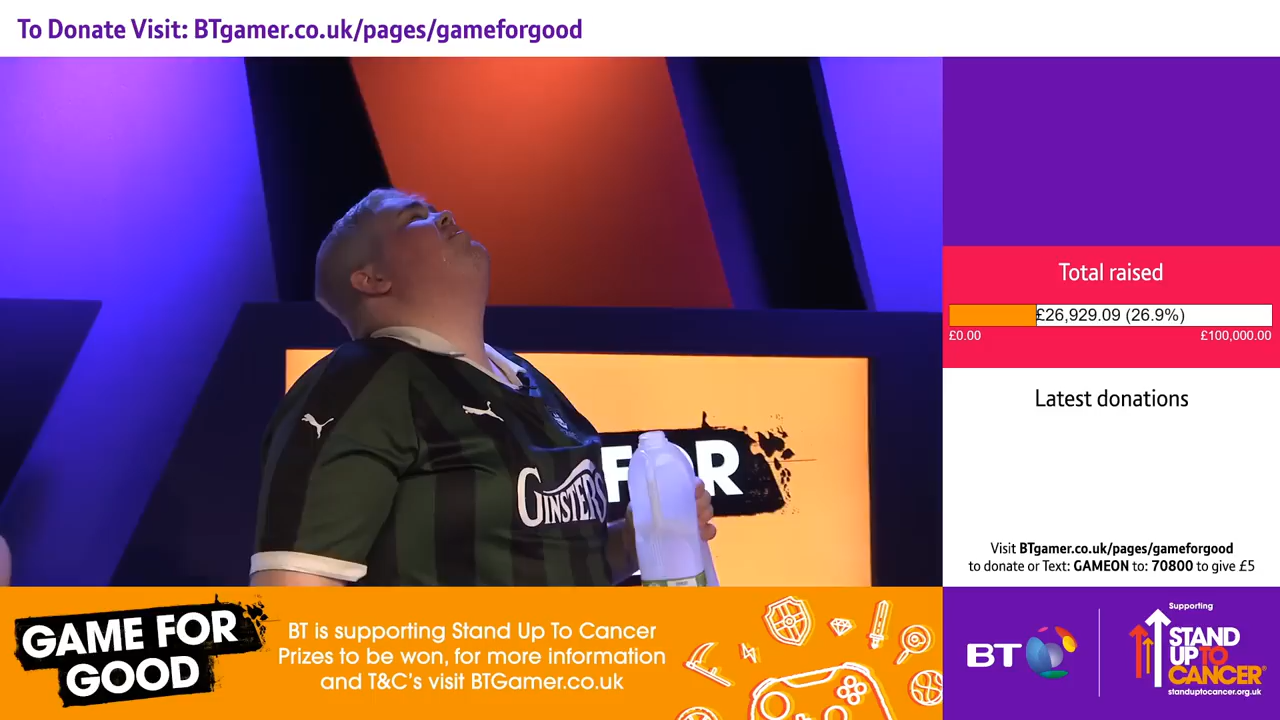 To Donate Visit: BTgamer.co.uk/pages/gameforgood
GINSTERS
FOR
Total raised
£26,929.09 (26.9%)
£0.00
£100,000.00
Latest donations
Visit BTgamer.co.uk/pages/gameforgood
to donate or Text: GAMEON to: 70800 to give £5
GAME FOR
GOOD
BT is supporting Stand Up To Cancer
Prizes to be won, for more information
and T&C's visit BTGamer.co.uk
BT
Supporting
STAND
UP TO
CANCER
standuptocancer.org.uk